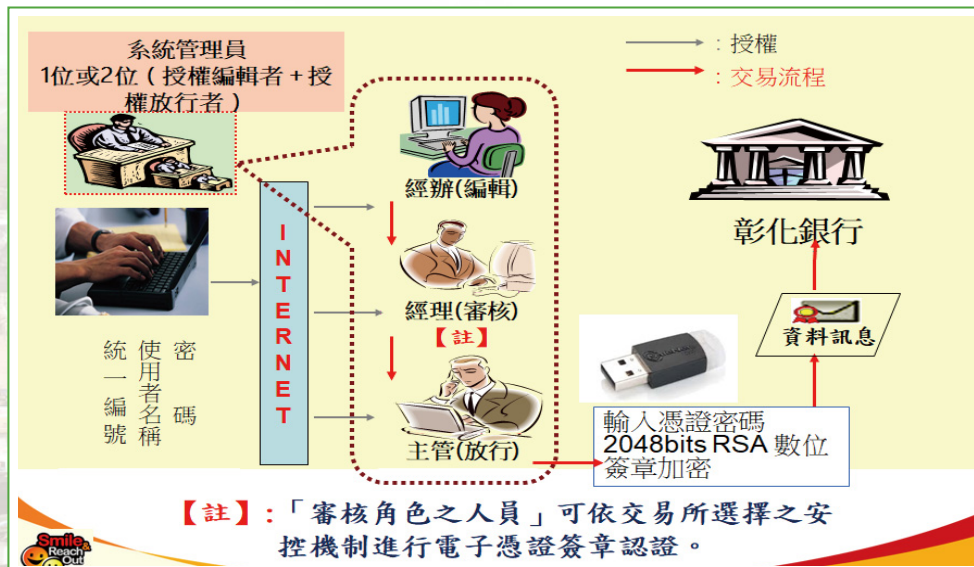 系統管理員
1位或2位(授權編輯者+授
權放行者)
:授權
:交易流程
經辦(編輯)
經理(審核)
【註】
主管(放行)
INTERNET
統一編號
使用者名稱
密碼
彰化銀行
資料訊息
輸入憑證密碼
2048bits RSA 數位
簽章加密
【註】:「審核角色之人員」可依交易所選擇之安
控機制進行電子憑證簽章認證。
Smile &
Reach
Out